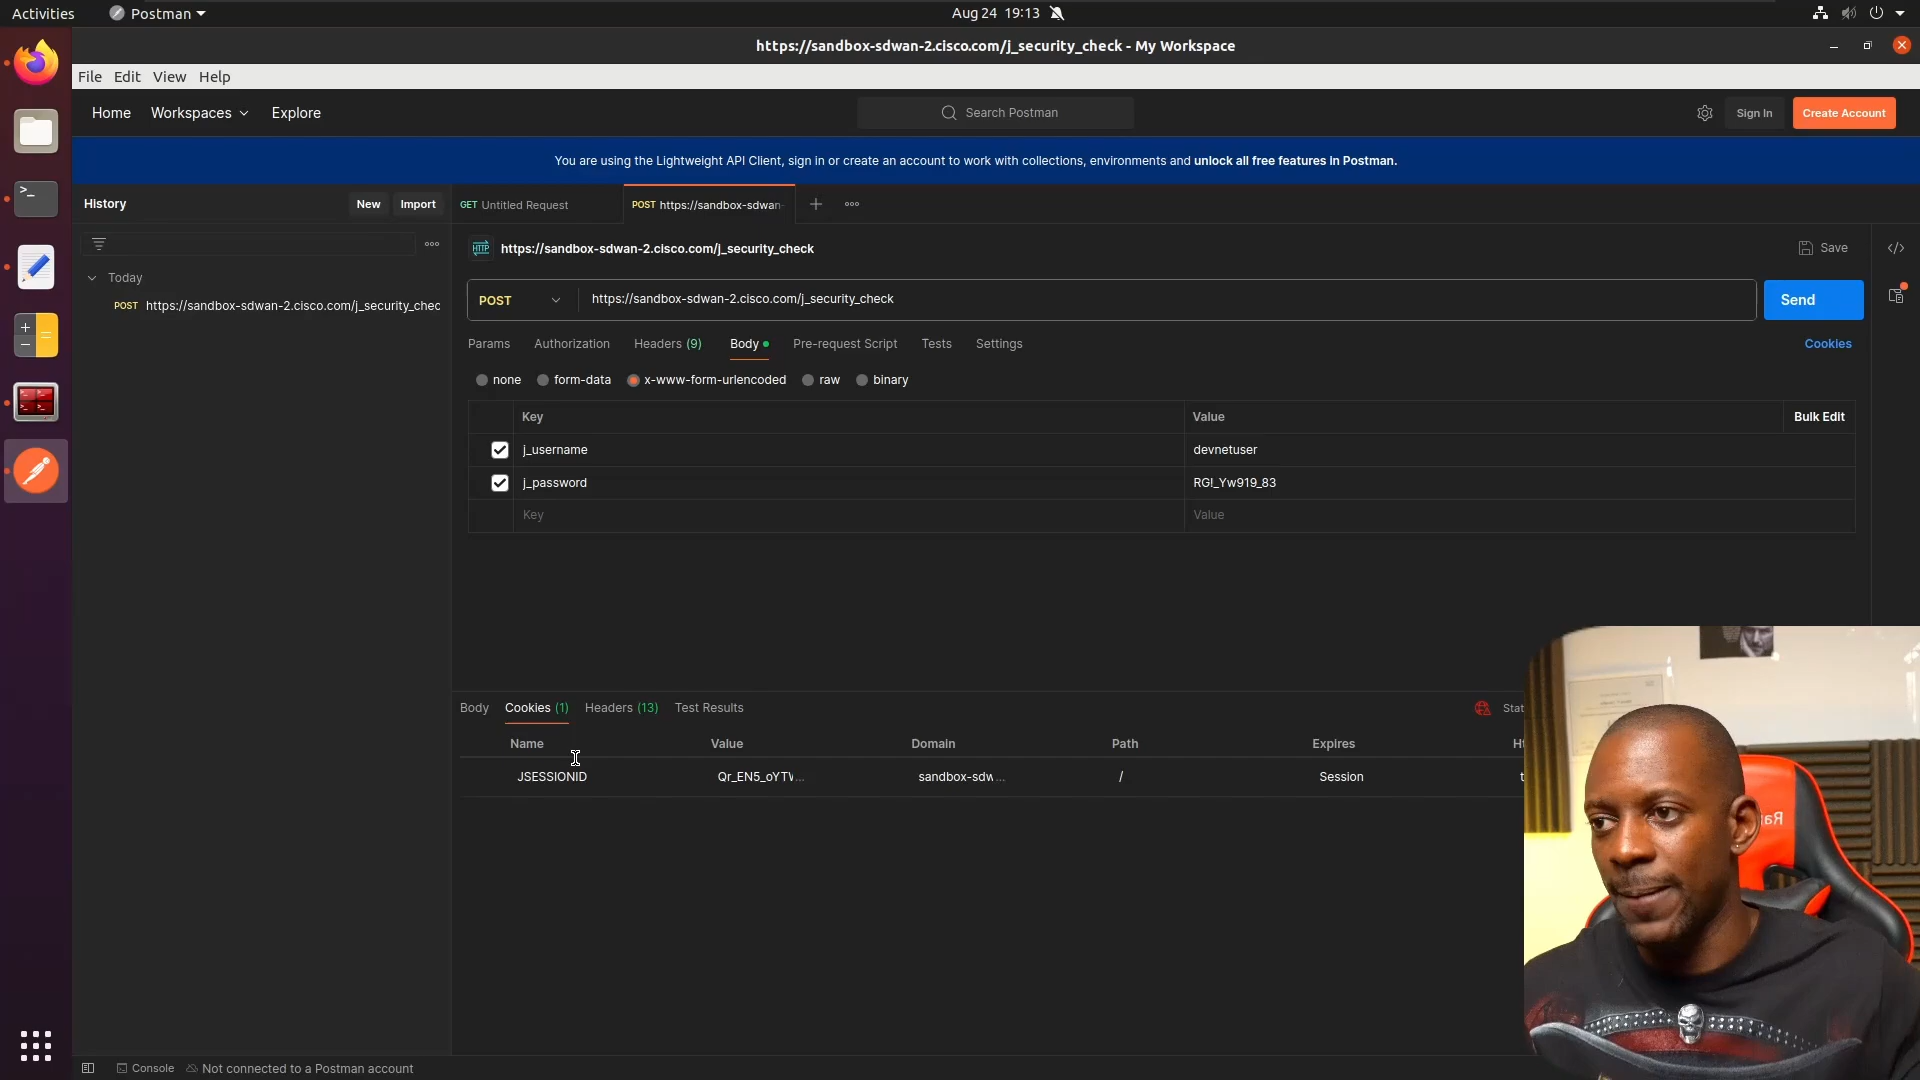 Activities
Postman
Aug 24 19:13
https://sandbox-sdwan-2.cisco.com/j_security_check - My Workspace
File Edit View Help
Home Workspaces Explore
Search Postman
Sign In
Create Account
You are using the Lightweight API Client, sign in or create an account to work with collections, environments and unlock all free features in Postman.
History
New
Import
GET Untitled Request
POST https://sandbox-sdwan-
https://sandbox-sdwan-2.cisco.com/j_security_check
Save
Today
POST https://sandbox-sdwan-2.cisco.com/j_security_chec
POST
https://sandbox-sdwan-2.cisco.com/j_security_check
Send
Params Authorization Headers (9) Body Pre-request Script Tests Settings
Cookies
none form-data x-www-form-urlencoded raw binary
Key Value Bulk Edit
j_username devnetuser
j_password RG!_Yw919_83
Key Value
Body Cookies (1) Headers (13) Test Results
Stat
Name Value Domain Path Expires Ht
JSESSIONID Qr_EN5_oYT\... sandbox-sdw... / Session t
Console
Not connected to a Postman account